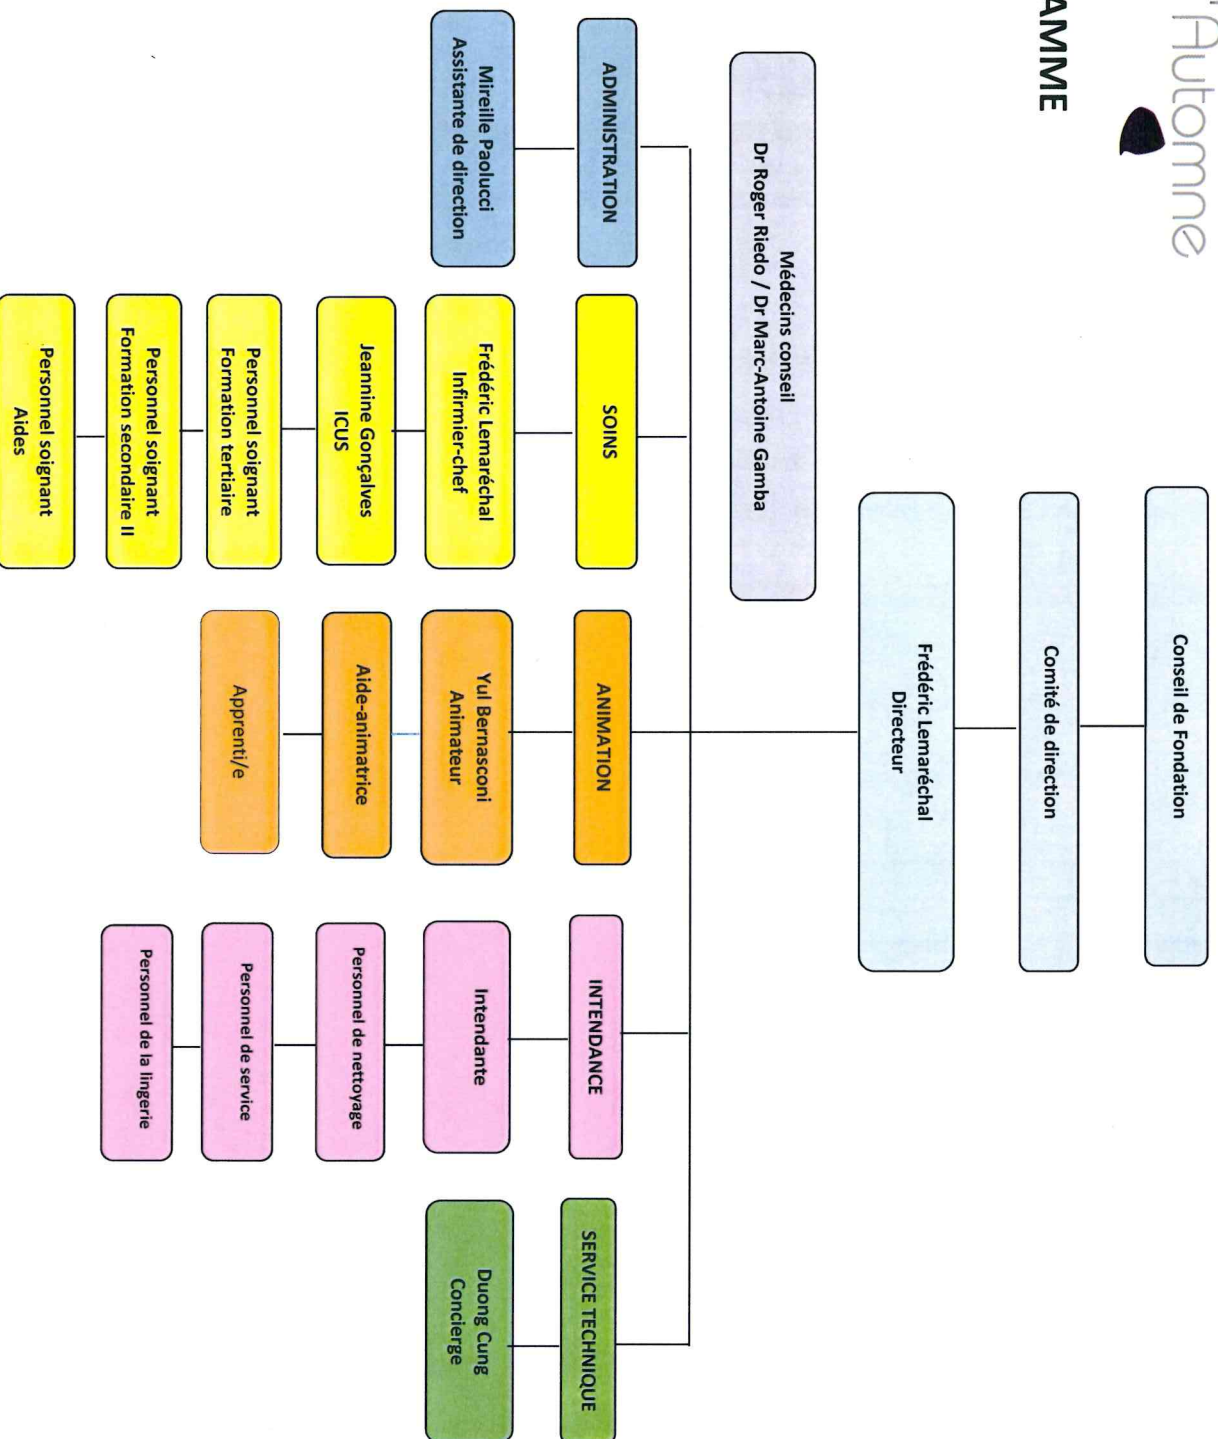 'Automne
AMME
Conseil de Fondation
Comité de direction
Frédéric Lemaréchal
Directeur
Médecins conseil
Dr Roger Riedo / Dr Marc-Antoine Gamba
ADMINISTRATION
Mireille Paolucci
Assistante de direction
SOINS
Frédéric Lemaréchal
Infirmier-chef
Jeannine Gonçalves
ICUS
Personnel soignant
Formation tertiaire
Personnel soignant
Formation secondaire II
Personnel soignant
Aides
ANIMATION
Yul Bernasconi
Animateur
Aide-animatrice
Apprenti/e
INTENDANCE
Intendante
Personnel de nettoyage
Personnel de service
Personnel de la lingerie
SERVICE TECHNIQUE
Duong Cung
Concierge